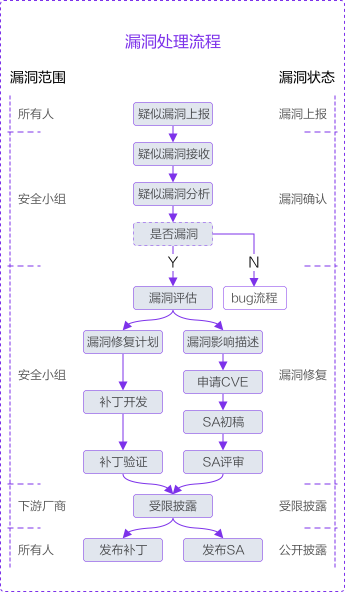 漏洞处理流程
漏洞范围
漏洞状态
所有人
疑似漏洞上报
漏洞上报
疑似漏洞接收
安全小组
疑似漏洞分析
漏洞确认
是否漏洞
Y
N
漏洞评估
bug流程
漏洞修复计划
漏洞影响描述
安全小组
申请CVE
漏洞修复
补丁开发
SA初稿
补丁验证
SA评审
下游厂商
受限披露
受限披露
所有人
发布补丁
发布SA
公开披露